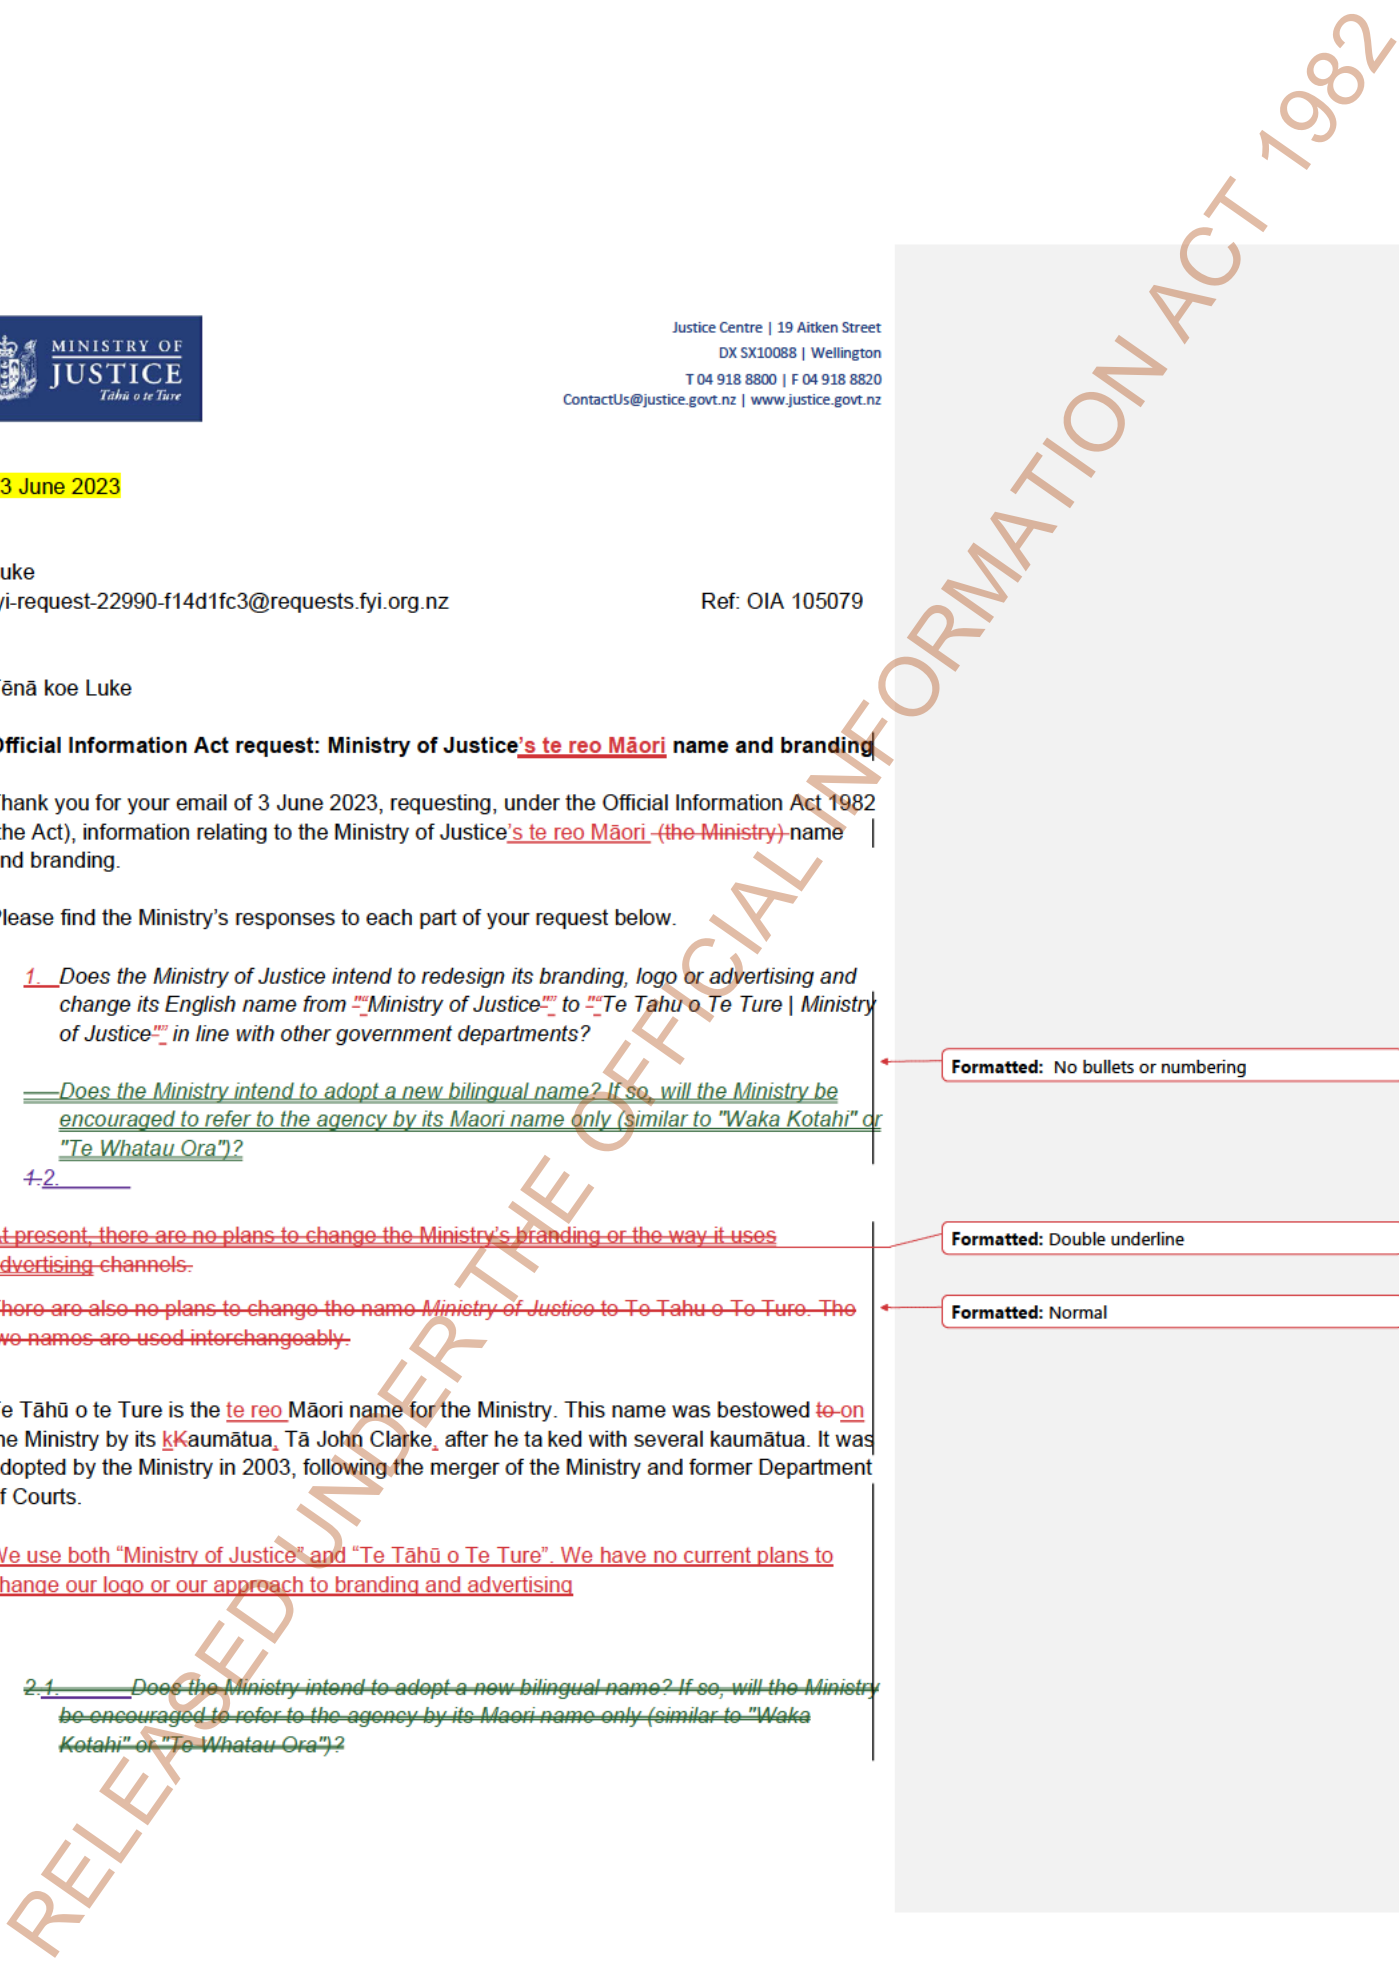 RELEASED UNDER THE OFFICIAL INFORMATION ACT 1982
MINISTRY OF
JUSTICE
Tāhū o te Ture
Justice Centre | 19 Aitken Street
DX SX10088 | Wellington
T 04 918 8800 | F 04 918 8820
ContactUs@justice.govt.nz | www.justice.govt.nz
3 June 2023
uke
yi-request-22990-f14d1fc3@requests.fyi.org.nz Ref: OIA 105079
ēnā koe Luke
Official Information Act request: Ministry of Justice's te reo Māori name and branding
hank you for your email of 3 June 2023, requesting, under the Official Information Act 1982
the Act), information relating to the Ministry of Justice's te reo Māori (the Ministry) name
nd branding.
Please find the Ministry's responses to each part of your request below.
1. Does the Ministry of Justice intend to redesign its branding, logo or advertising and
change its English name from "“Ministry of Justice"” to "“Te Tahu o Te Ture | Ministry
of Justice"” in line with other government departments?
Formatted: No bullets or numbering
Does the Ministry intend to adopt a new bilingual name? If so, will the Ministry be
encouraged to refer to the agency by its Maori name only (similar to "Waka Kotahi" or
"Te Whatau Ora")?
1.2.
At present, there are no plans to change the Ministry's branding or the way it uses
dvertising channels.
Formatted: Double underline
here are also no plans to change the name Ministry of Justice to Te Tahu o Te Ture. The
wo names are used interchangeably.
Formatted: Normal
e Tāhū o te Ture is the te reo Māori name for the Ministry. This name was bestowed to on
he Ministry by its kKaumātua, Tā John Clarke, after he ta ked with several kaumātua. It was
dopted by the Ministry in 2003, following the merger of the Ministry and former Department
f Courts.
We use both “Ministry of Justice” and “Te Tāhū o Te Ture”. We have no current plans to
hange our logo or our approach to branding and advertising
2.1. Does the Ministry intend to adopt a new bilingual name? If so, will the Ministry
be encouraged to refer to the agency by its Maori name only (similar to "Waka
Kotahi" or "Te Whatau Ora")?